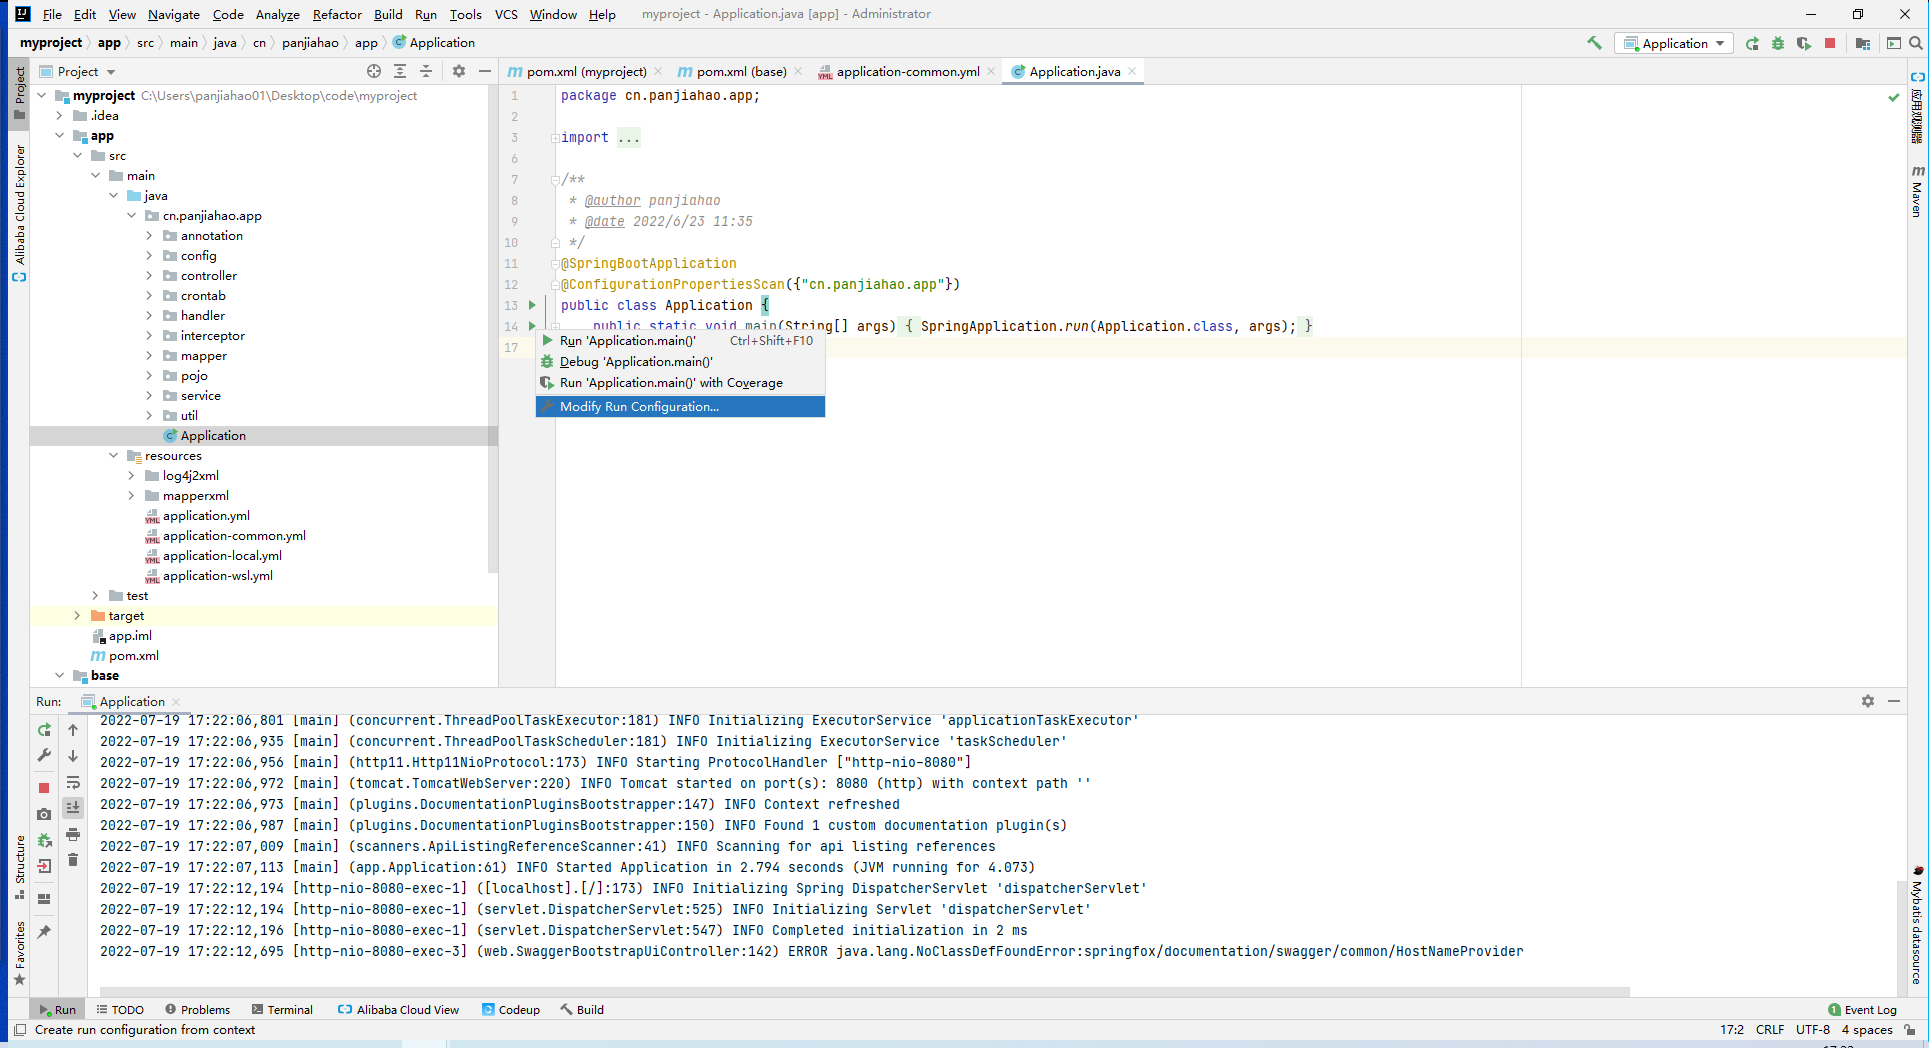 File Edit View Navigate Code Analyze Refactor Build Run Tools VCS Window Help myproject - Application.java [app] - Administrator
myproject app src main java cn panjiahao app Application
Application
Project
pom.xml (myproject) pom.xml (base) application-common.yml Application.java
myproject C:\Users\panjiahao01\Desktop\code\myproject
.idea
app
src
main
java
cn.panjiahao.app
annotation
config
controller
crontab
handler
interceptor
mapper
pojo
service
util
Application
resources
log4j2xml
mapperxml
application.yml
application-common.yml
application-local.yml
application-wsl.yml
test
target
app.iml
pom.xml
base
1 package cn.panjiahao.app;
2
3 import ...
6
7 /**
8 * @author panjiahao
9 * @date 2022/6/23 11:35
10 */
11 @SpringBootApplication
12 @ConfigurationPropertiesScan({"cn.panjiahao.app"})
13 public class Application {
14 public static void main(String[] args) { SpringApplication.run(Application.class, args); }
17
Run 'Application.main()' Ctrl+Shift+F10
Debug 'Application.main()'
Run 'Application.main()' with Coverage
Modify Run Configuration...
Project
Alibaba Cloud Explorer
Structure
Favorites
应用观测器
Maven
Mybatis datasource
Run: Application
2022-07-19 17:22:06,801 [main] (concurrent.ThreadPoolTaskExecutor:181) INFO Initializing ExecutorService 'applicationTaskExecutor'
2022-07-19 17:22:06,935 [main] (concurrent.ThreadPoolTaskScheduler:181) INFO Initializing ExecutorService 'taskScheduler'
2022-07-19 17:22:06,956 [main] (http11.Http11NioProtocol:173) INFO Starting ProtocolHandler ["http-nio-8080"]
2022-07-19 17:22:06,972 [main] (tomcat.TomcatWebServer:220) INFO Tomcat started on port(s): 8080 (http) with context path ''
2022-07-19 17:22:06,973 [main] (plugins.DocumentationPluginsBootstrapper:147) INFO Context refreshed
2022-07-19 17:22:06,987 [main] (plugins.DocumentationPluginsBootstrapper:150) INFO Found 1 custom documentation plugin(s)
2022-07-19 17:22:07,009 [main] (scanners.ApiListingReferenceScanner:41) INFO Scanning for api listing references
2022-07-19 17:22:07,113 [main] (app.Application:61) INFO Started Application in 2.794 seconds (JVM running for 4.073)
2022-07-19 17:22:12,194 [http-nio-8080-exec-1] ([localhost].[/]:173) INFO Initializing Spring DispatcherServlet 'dispatcherServlet'
2022-07-19 17:22:12,194 [http-nio-8080-exec-1] (servlet.DispatcherServlet:525) INFO Initializing Servlet 'dispatcherServlet'
2022-07-19 17:22:12,196 [http-nio-8080-exec-1] (servlet.DispatcherServlet:547) INFO Completed initialization in 2 ms
2022-07-19 17:22:12,695 [http-nio-8080-exec-3] (web.SwaggerBootstrapUiController:142) ERROR java.lang.NoClassDefFoundError:springfox/documentation/swagger/common/HostNameProvider
Run TODO Problems Terminal Alibaba Cloud View Codeup Build 1 Event Log
Create run configuration from context 17:2 CRLF UTF-8 4 spaces